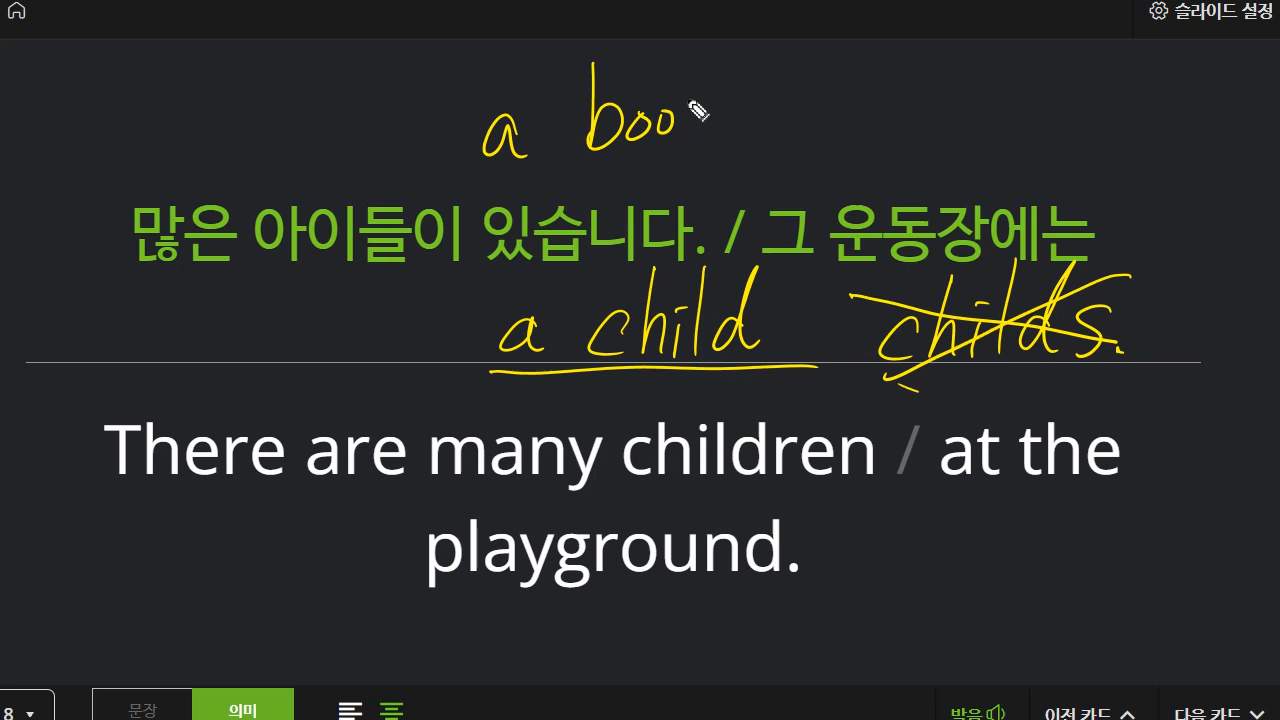 슬라이드 설정
a boo
많은 아이들이 있습니다. / 그 운동장에는
a child childs.
There are many children / at the
playground.
8 문장 의미 발음 이전 카드 다음 카드